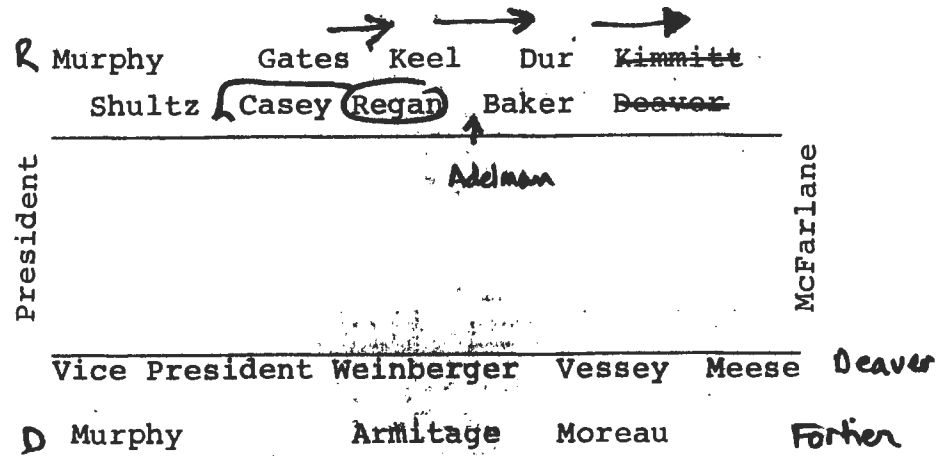 R Murphy Gates Keel Dur Kimmitt
Shultz Casey Regan Baker Deaver
Adelman
President
McFarlane
Vice President Weinberger Vessey Meese Deaver
D Murphy Armitage Moreau Fortier